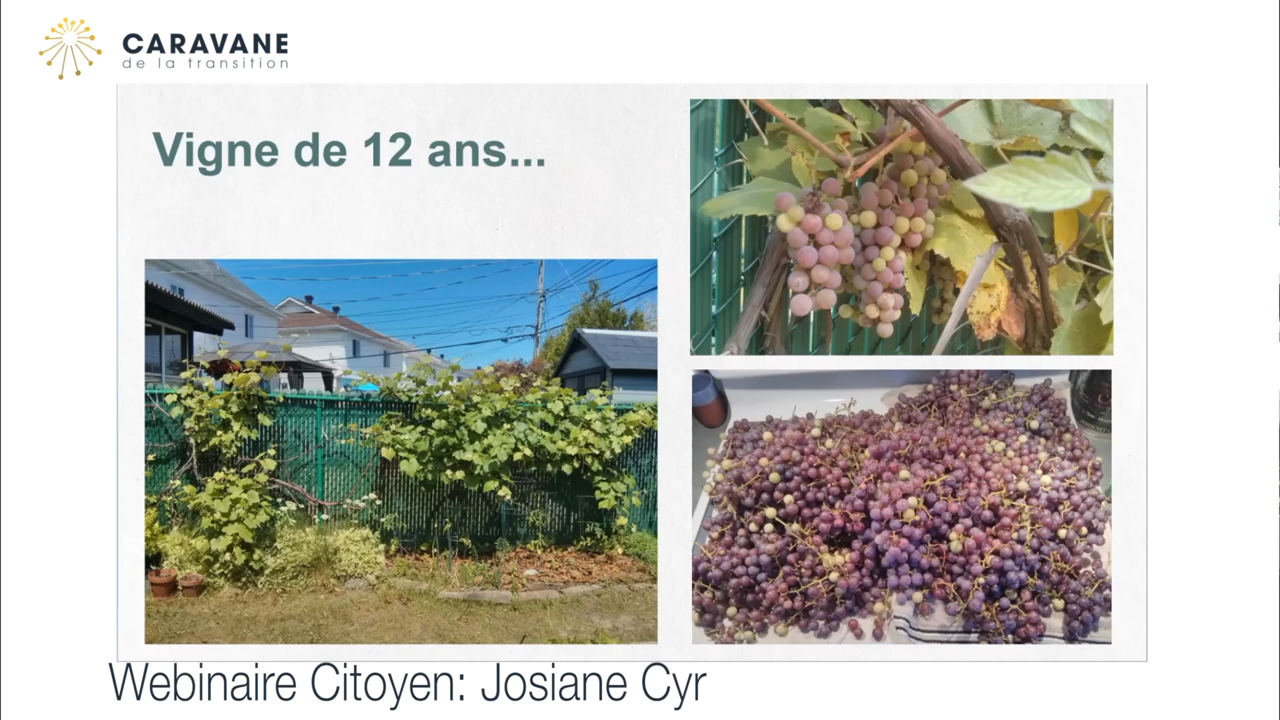 CARAVANE
de la transition
Vigne de 12 ans...
Webinaire Citoyen: Josiane Cyr